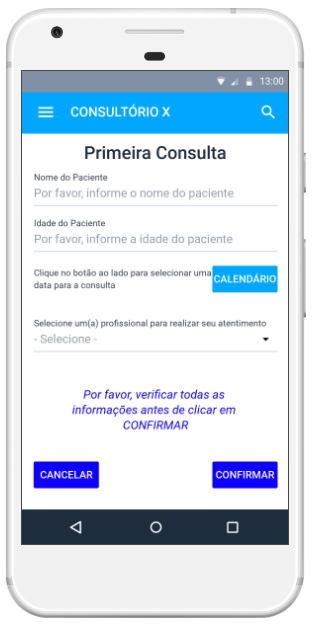 13:00
CONSULTÓRIO X
Primeira Consulta
Nome do Paciente
Por favor, informe o nome do paciente
Idade do Paciente
Por favor, informe a idade do paciente
Clique no botão ao lado para selecionar uma
data para a consulta
CALENDÁRIO
Selecione um(a) profissional para realizar seu atendimento
- Selecione -
Por favor, verificar todas as
informações antes de clicar em
CONFIRMAR
CANCELAR
CONFIRMAR